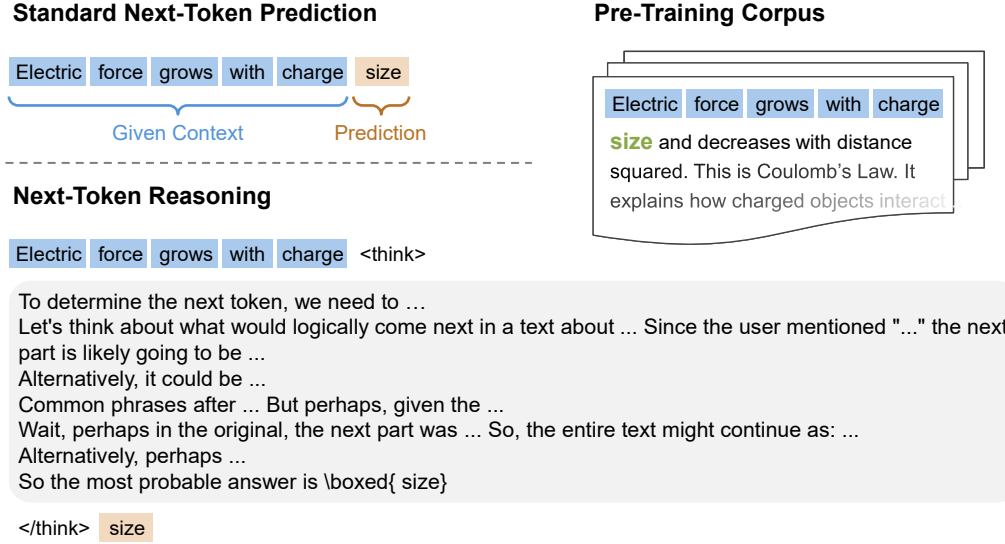 Standard Next-Token Prediction
Electric force grows with charge size
Given Context Prediction
Next-Token Reasoning
Electric force grows with charge <think>
To determine the next token, we need to …
Let's think about what would logically come next in a text about ... Since the user mentioned "..." the next
part is likely going to be ...
Alternatively, it could be ...
Common phrases after ... But perhaps, given the ...
Wait, perhaps in the original, the next part was ... So, the entire text might continue as: ...
Alternatively, perhaps ...
So the most probable answer is \boxed{ size}
</think> size
Pre-Training Corpus
Electric force grows with charge
size and decreases with distance
squared. This is Coulomb’s Law. It
explains how charged objects interact